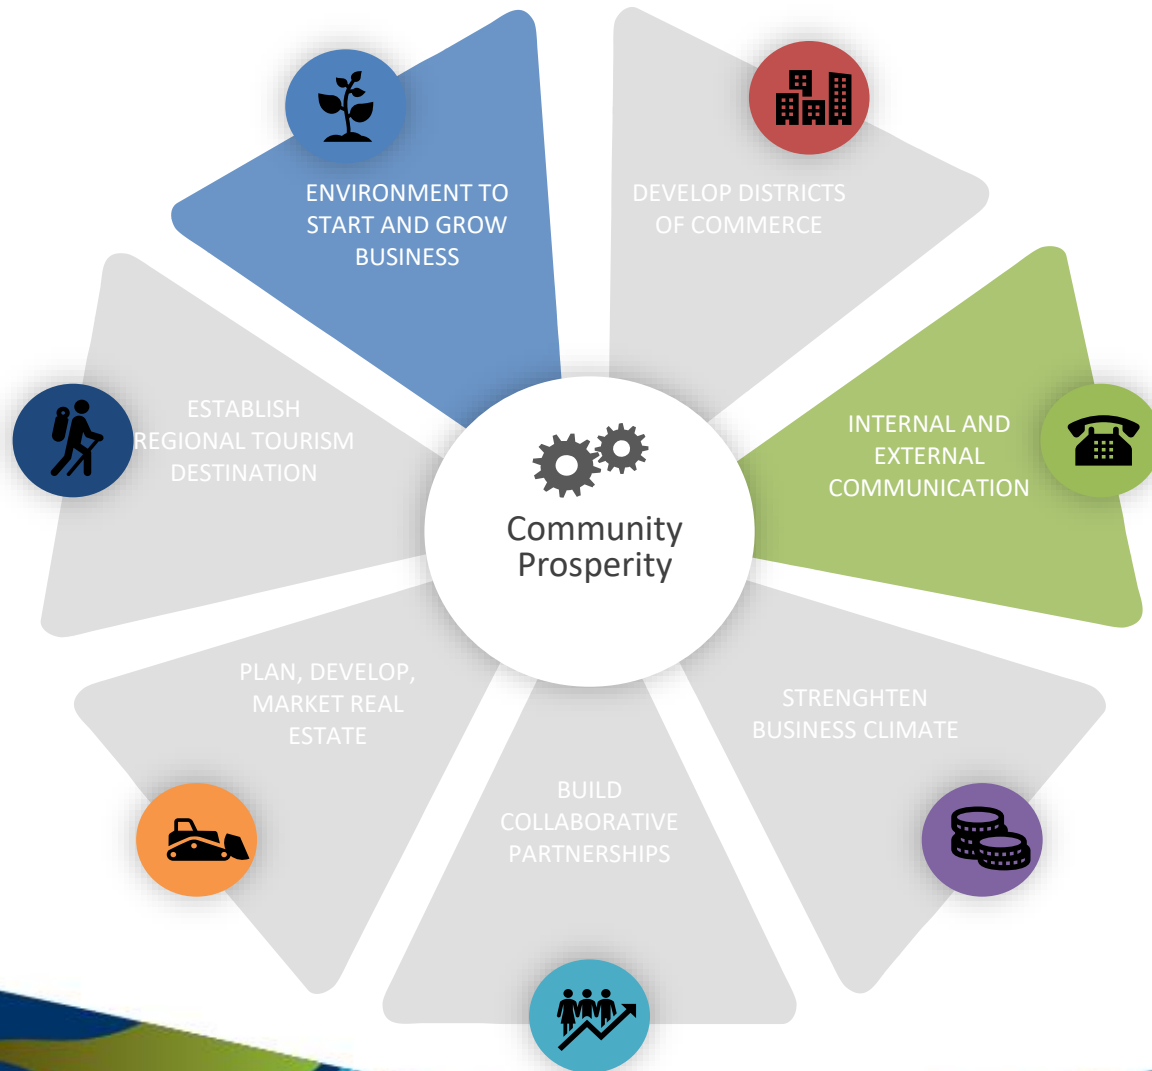 ENVIRONMENT TO
START AND GROW
BUSINESS
DEVELOP DISTRICTS
OF COMMERCE
INTERNAL AND
EXTERNAL
COMMUNICATION
STRENGHTEN
BUSINESS CLIMATE
BUILD
COLLABORATIVE
PARTNERSHIPS
PLAN, DEVELOP,
MARKET REAL
ESTATE
ESTABLISH
REGIONAL TOURISM
DESTINATION
Community
Prosperity